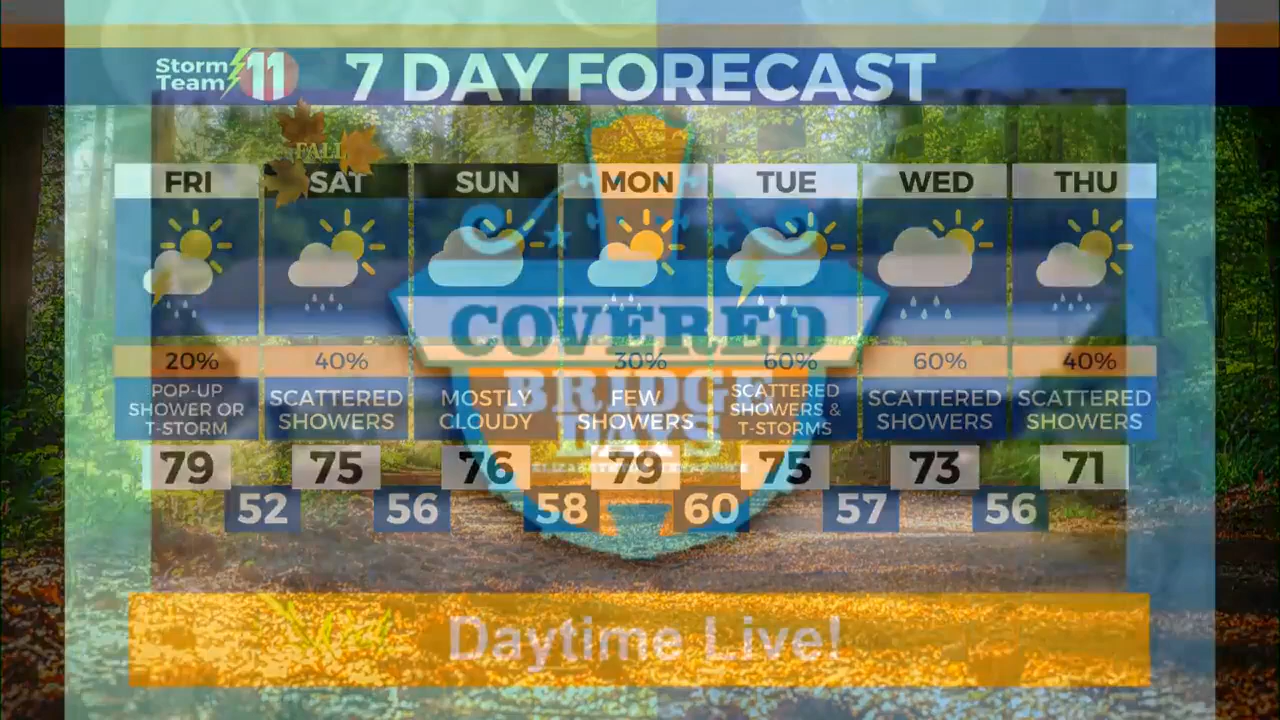 Storm
Team 11
7 DAY FORECAST
FALL
FRI SAT SUN MON TUE WED THU
COVERED
20% 40% 30% 60% 60% 40%
BRIDGE
DAYS
POP-UP
SHOWER OR
T-STORM
SCATTERED
SHOWERS
MOSTLY
CLOUDY
FEW
SHOWERS
SCATTERED
SHOWERS &
T-STORMS
SCATTERED
SHOWERS
SCATTERED
SHOWERS
79 75 76 79 75 73 71
52 56 58 60 57 56
Daytime Live!